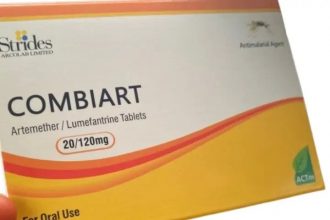 Strides
ARCOLAB LIMITED
Antimalarial Agent
COMBIART
Artemether / Lumefantrine Tablets
20/120mg
For Oral Use
ACTm